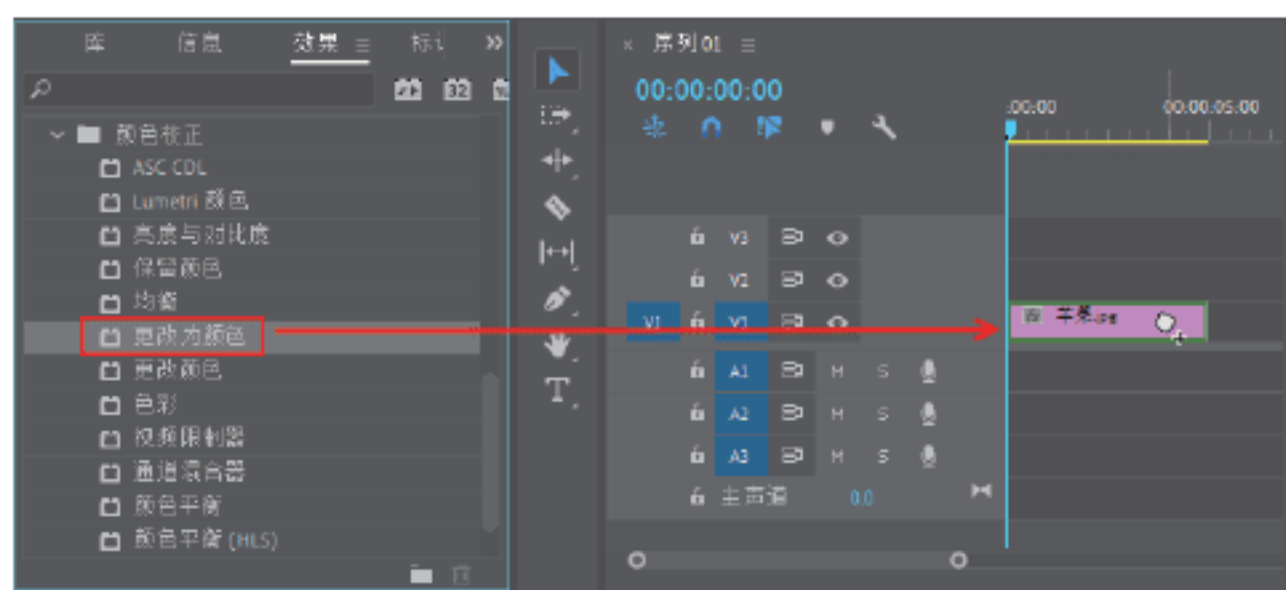 库 信息 效果 标记
32
颜色校正
ASC CDL
Lumetri 颜色
亮度与对比度
保留颜色
均衡
更改为颜色
更改颜色
色彩
视频限制器
通道混合器
颜色平衡
颜色平衡 (HLS)
× 序列 01
00:00:00:00
:00:00 00:00:05:00
V3
V2
V1 V1 苹果.jpg
A1 M S
A2 M S
A3 M S
主声道 0.0